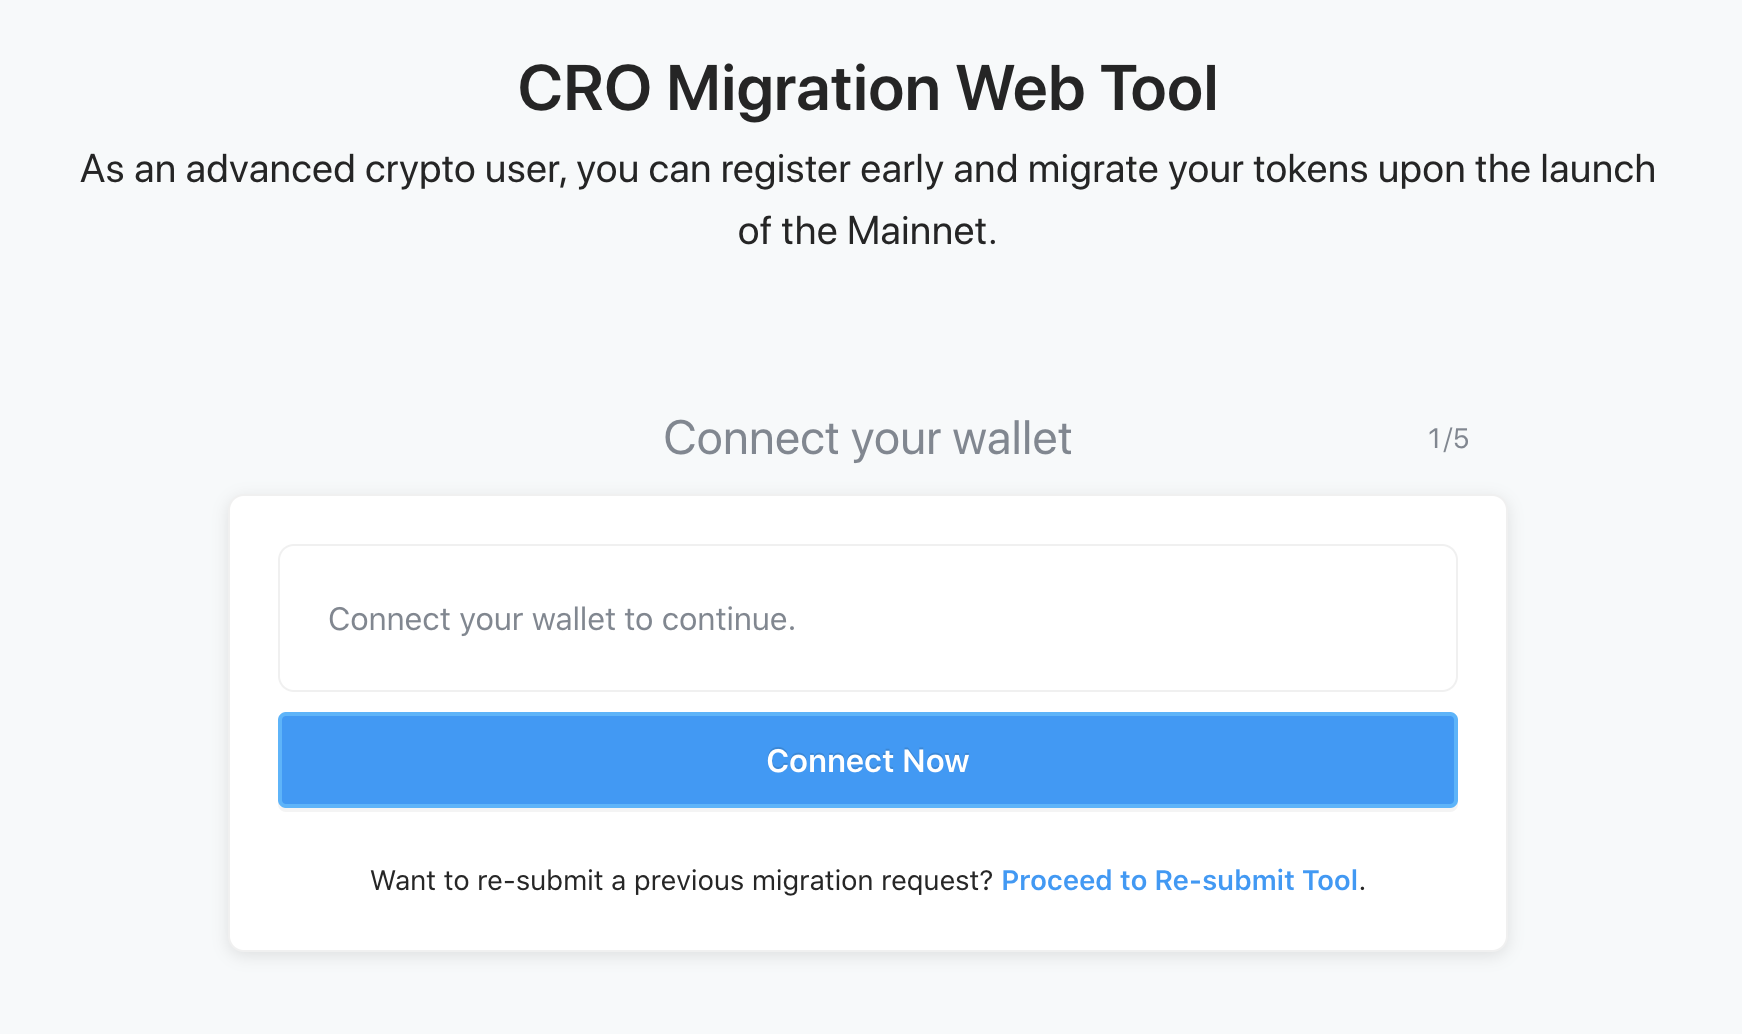 CRO Migration Web Tool
As an advanced crypto user, you can register early and migrate your tokens upon the launch
of the Mainnet.
Connect your wallet
1/5
Connect your wallet to continue.
Connect Now
Want to re-submit a previous migration request? Proceed to Re-submit Tool.